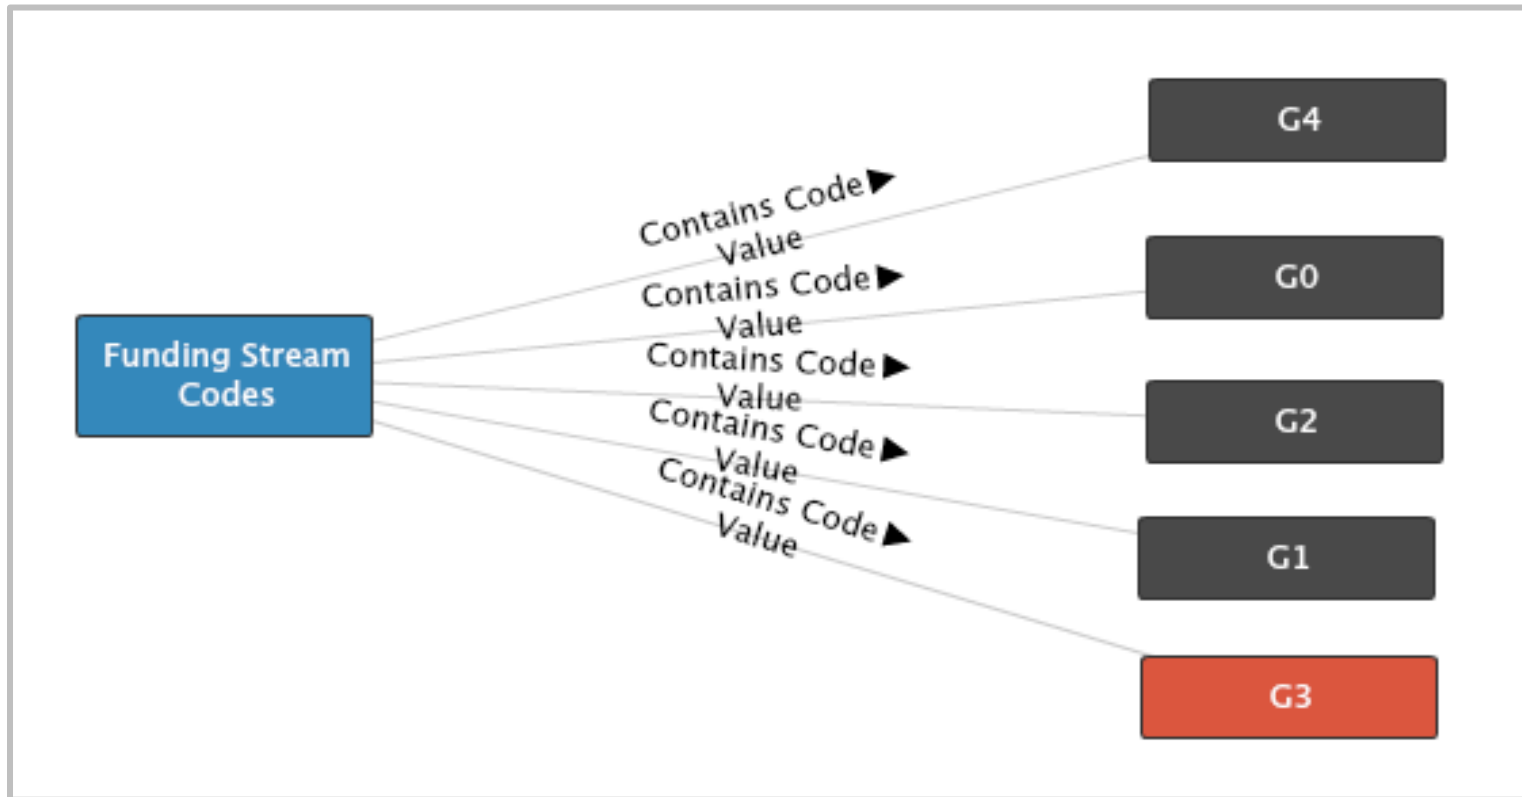 G4
Contains Code
Value
G0
Contains Code
Value
Funding Stream
Codes
Contains Code
Value
G2
Contains Code
Value
G1
Contains Code
Value
G3